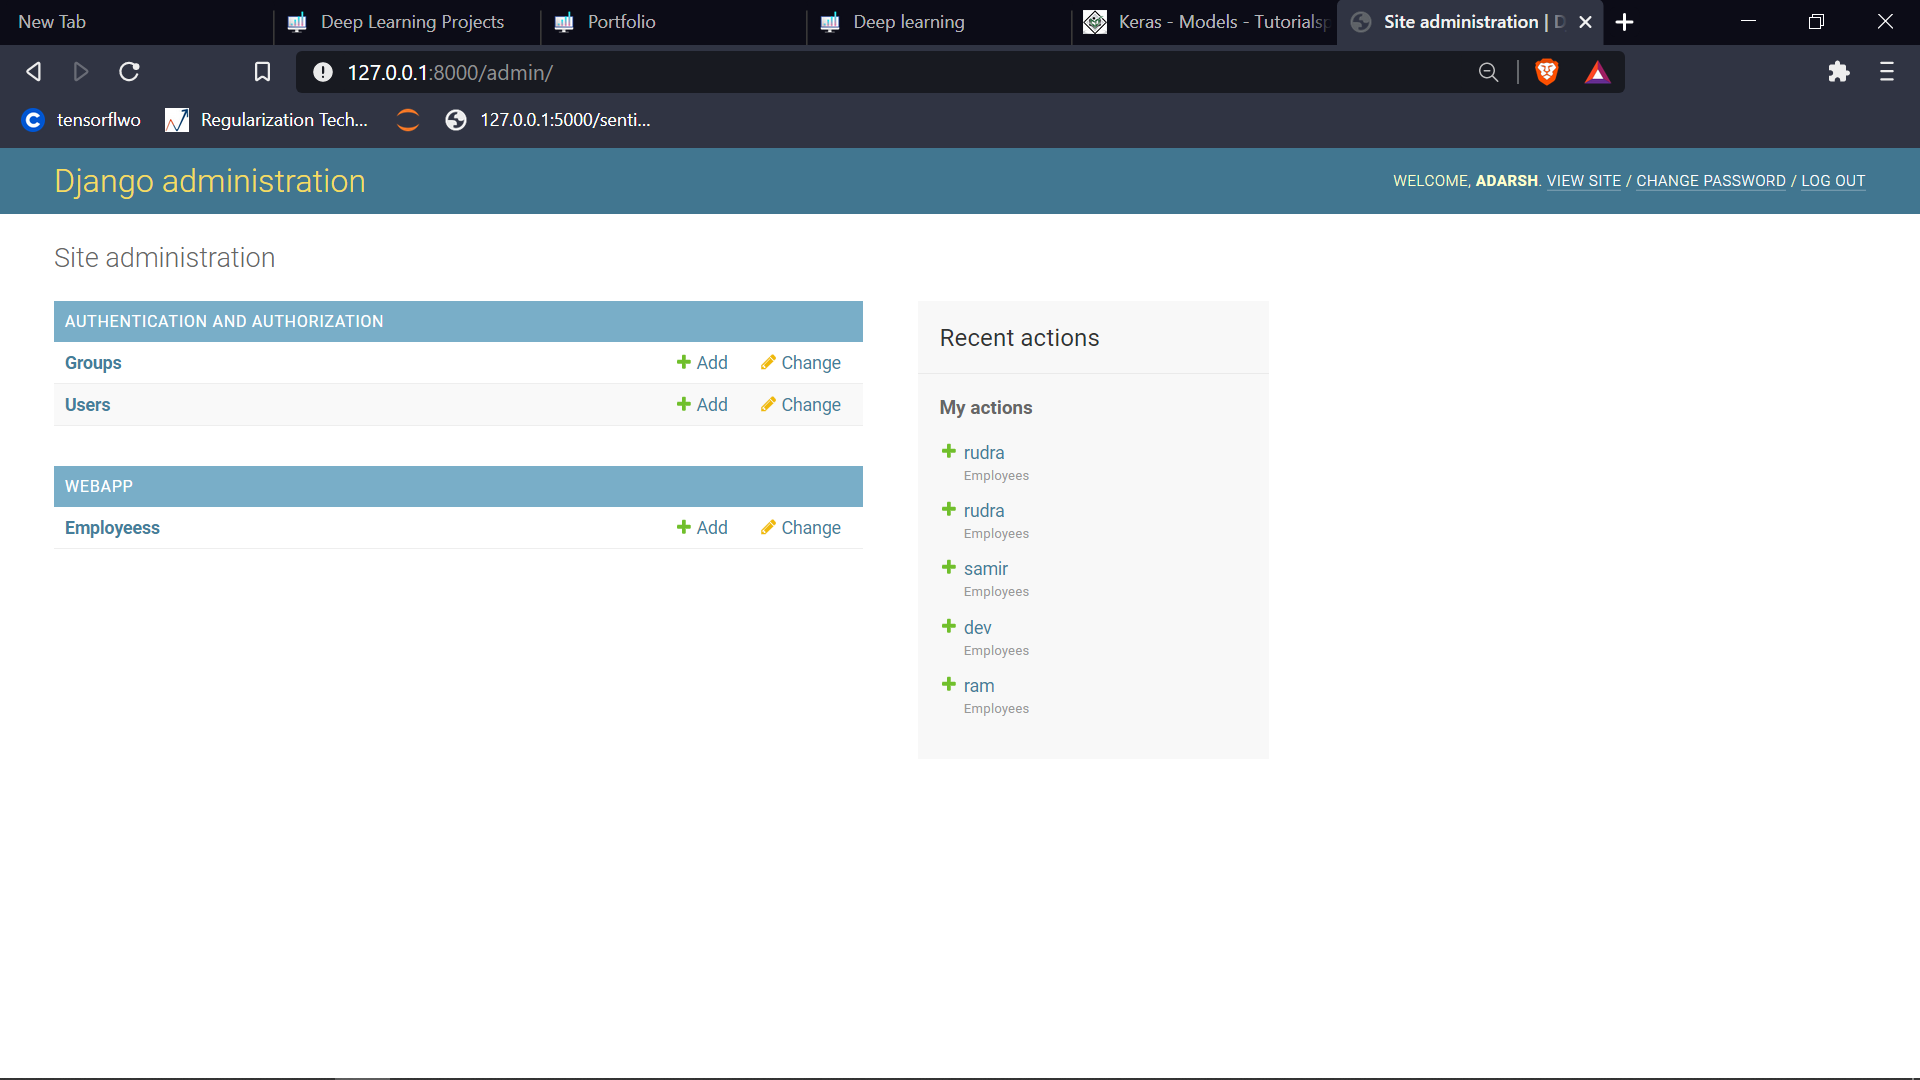 New Tab
Deep Learning Projects
Portfolio
Deep learning
Keras - Models - Tutorialsp
Site administration | D
127.0.0.1:8000/admin/
tensorflwo
Regularization Tech...
127.0.0.1:5000/senti...
Django administration
WELCOME, ADARSH. VIEW SITE / CHANGE PASSWORD / LOG OUT
Site administration
AUTHENTICATION AND AUTHORIZATION
Groups Add Change
Users Add Change
WEBAPP
Employeess Add Change
Recent actions
My actions
rudra
Employees
rudra
Employees
samir
Employees
dev
Employees
ram
Employees